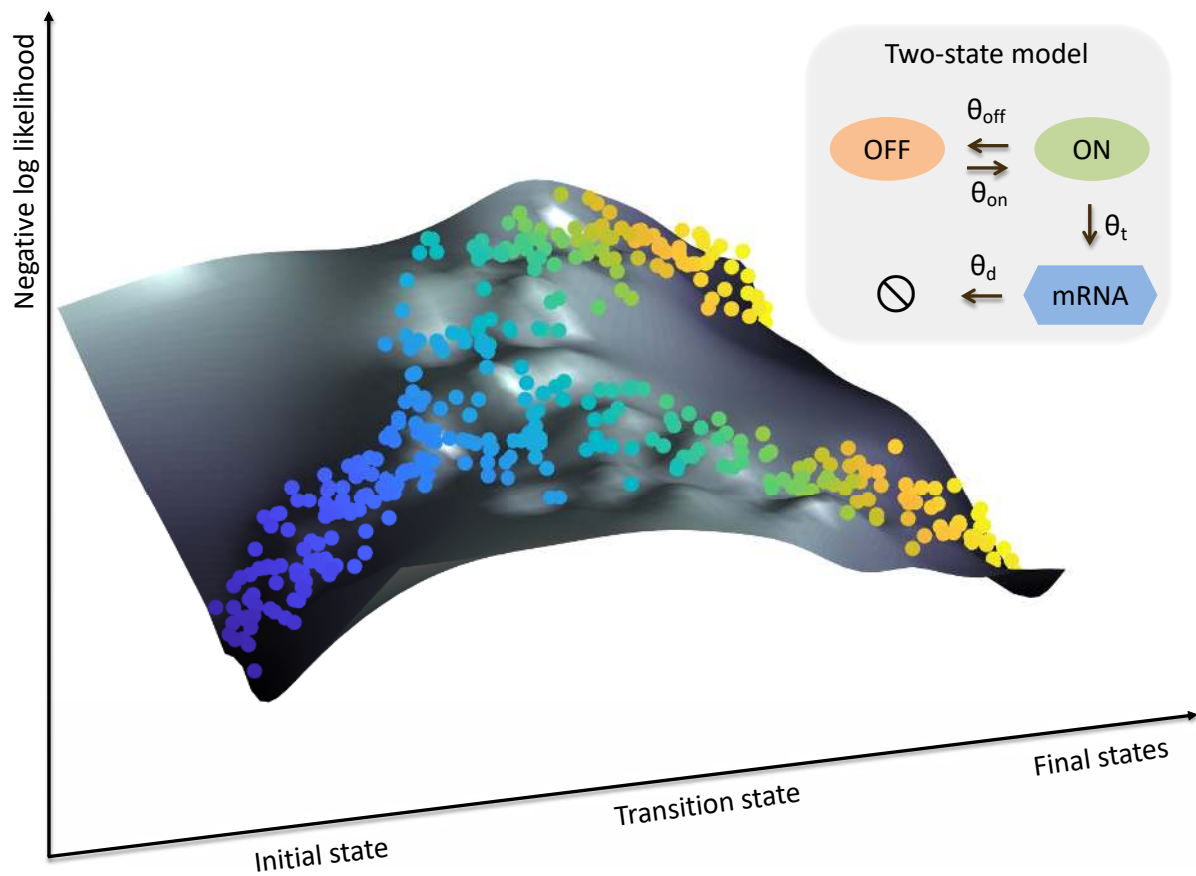 Negative log likelihood
Two-state model
θoff
OFF
ON
θon
θt
θd
mRNA
Initial state
Transition state
Final states